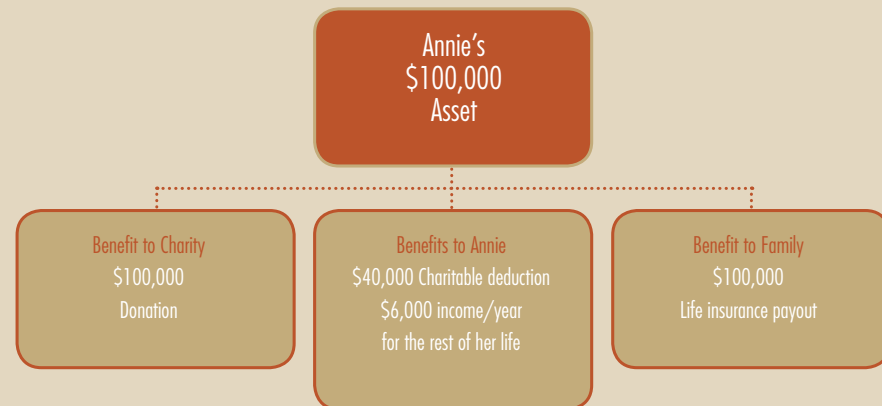 Annie's
$100,000
Asset
Benefit to Charity
$100,000
Donation
Benefits to Annie
$40,000 Charitable deduction
$6,000 income/year
for the rest of her life
Benefit to Family
$100,000
Life insurance payout